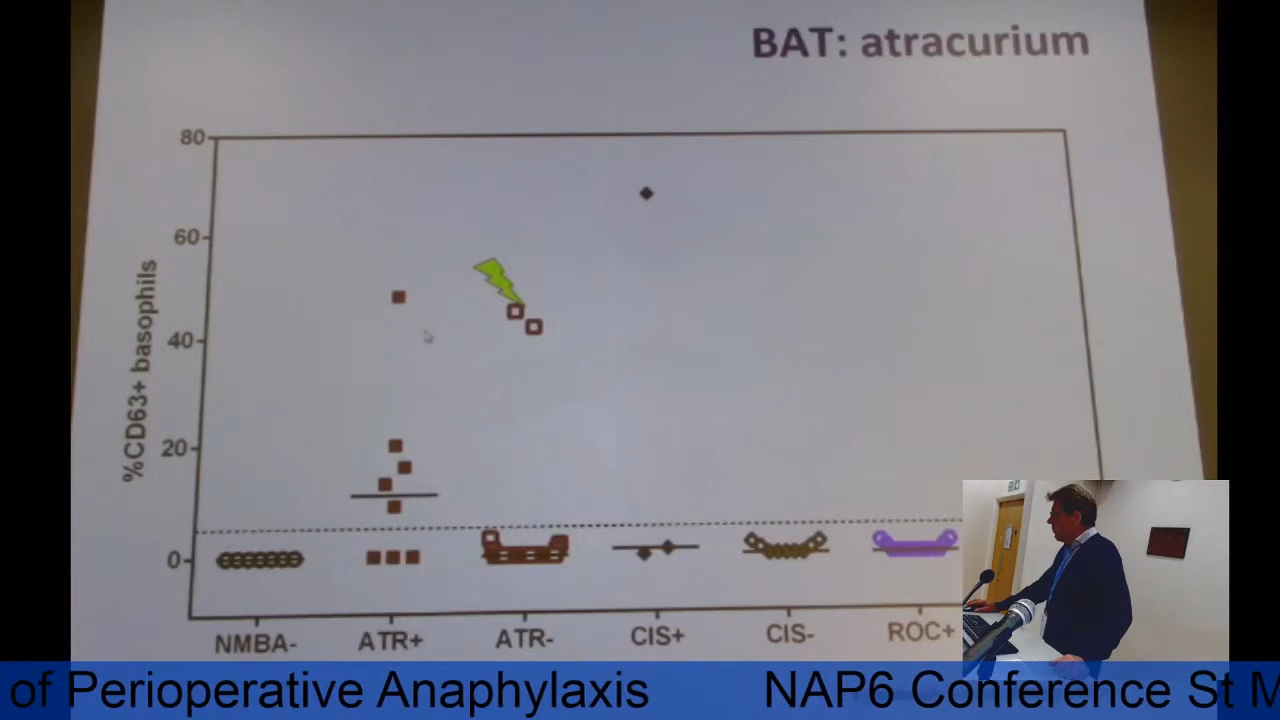 BAT: atracurium
80
60
40
20
0
%CD63+ basophils
NMBA-
ATR+
ATR-
CIS+
CIS-
ROC+
of Perioperative Anaphylaxis
NAP6 Conference St M